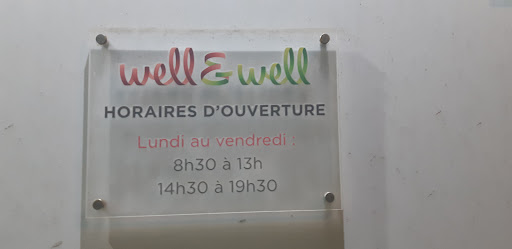 well&well
HORAIRES D'OUVERTURE
Lundi au vendredi :
8h30 à 13h
14h30 à 19h30